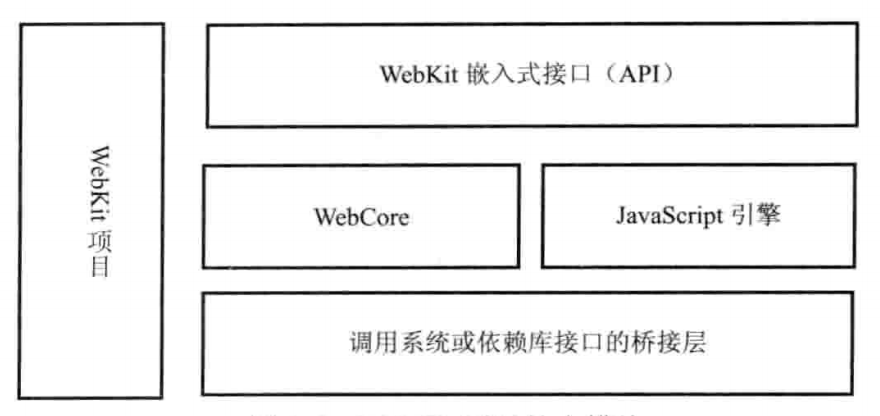 WebKit 项目
WebKit 嵌入式接口（API）
WebCore
JavaScript 引擎
调用系统或依赖库接口的桥接层